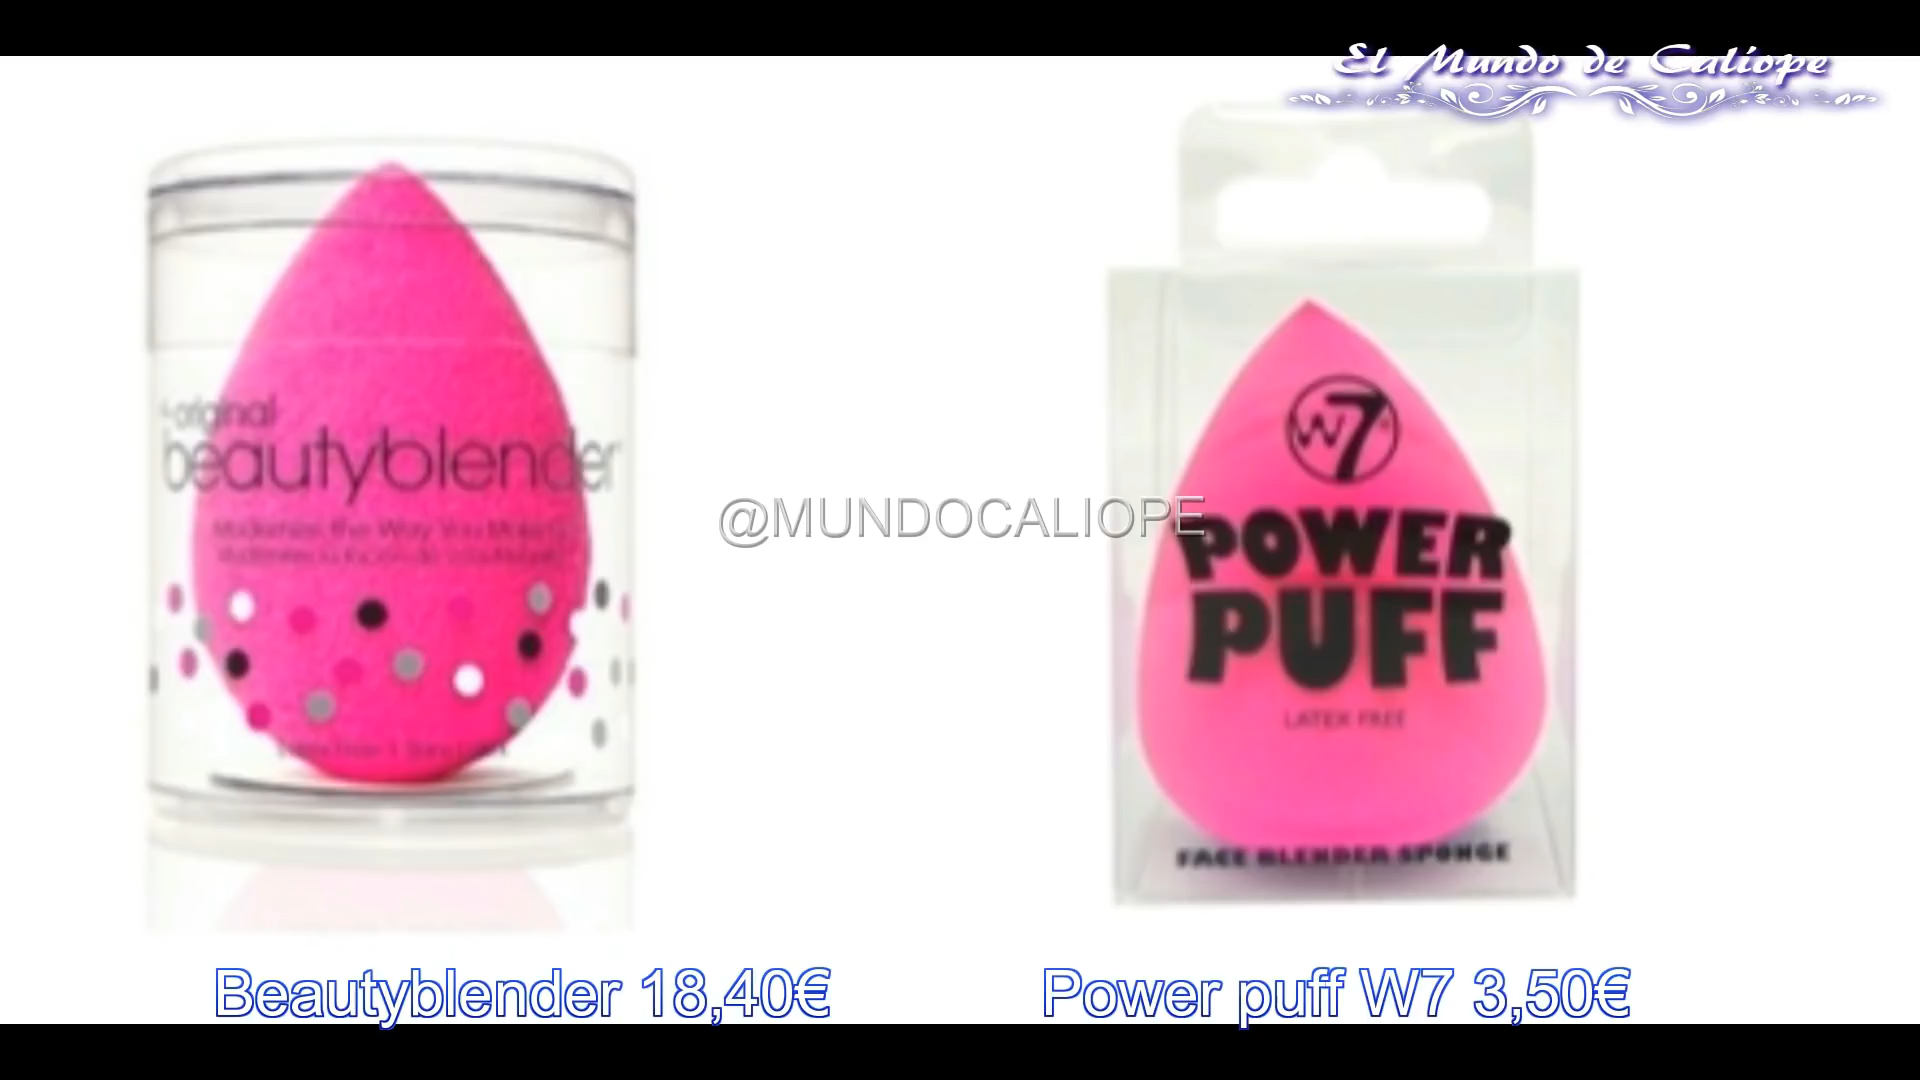 El Mundo de Calíope
original
beautyblender
@MUNDOCALIOPE
W7
POWER
PUFF
LATEX FREE
FACE BLENDER SPONGE
Beautyblender 18,40€
Power puff W7 3,50€